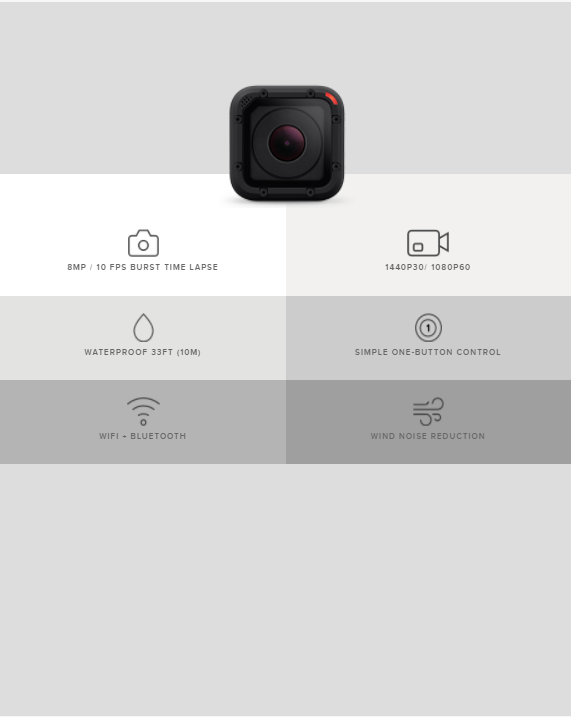 8MP / 10 FPS BURST TIME LAPSE
1440P30/ 1080P60
WATERPROOF 33FT (10M)
1
SIMPLE ONE-BUTTON CONTROL
WIFI + BLUETOOTH
WIND NOISE REDUCTION